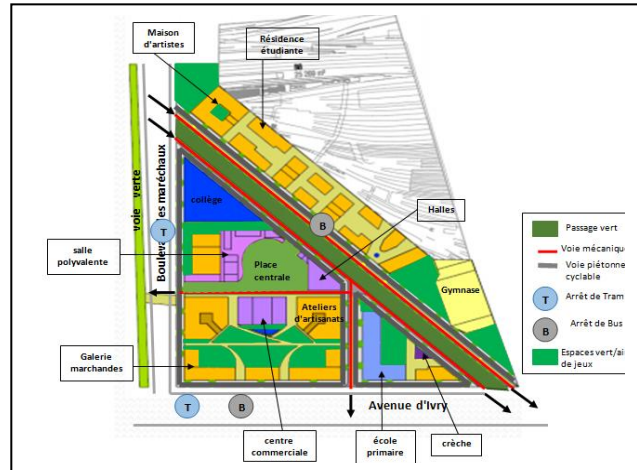 Maison
d'artistes
Résidence
étudiante
Voie verte
Boulevard des maréchaux
collège
B
Halles
T
salle
polyvalente
Place
centrale
Gymnase
Ateliers
d'artisanats
Galerie
marchandes
T
B
Avenue d'Ivry
centre
commerciale
école
primaire
crèche
Passage vert
Voie mécanique
Voie piétonne
cyclable
T
Arrêt de Tram
B
Arrêt de Bus
Espaces vert/ai
de jeux